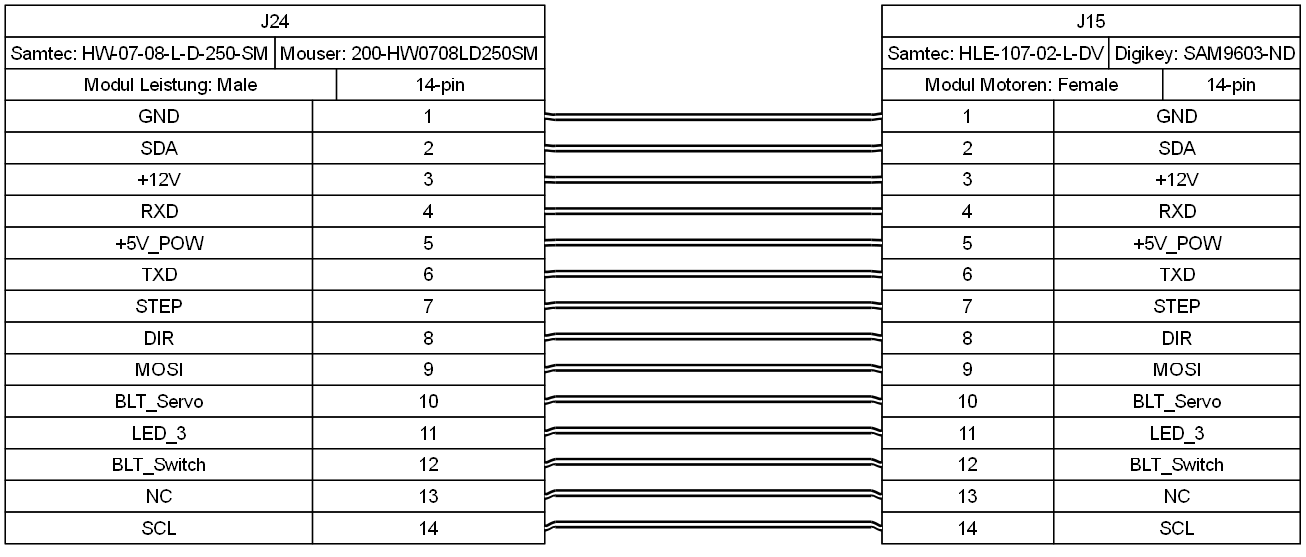 J24 J15
Samtec: HW-07-08-L-D-250-SM Mouser: 200-HW0708LD250SM Samtec: HLE-107-02-L-DV Digikey: SAM9603-ND
Modul Leistung: Male 14-pin Modul Motoren: Female 14-pin
GND 1 1 GND
SDA 2 2 SDA
+12V 3 3 +12V
RXD 4 4 RXD
+5V_POW 5 5 +5V_POW
TXD 6 6 TXD
STEP 7 7 STEP
DIR 8 8 DIR
MOSI 9 9 MOSI
BLT_Servo 10 10 BLT_Servo
LED_3 11 11 LED_3
BLT_Switch 12 12 BLT_Switch
NC 13 13 NC
SCL 14 14 SCL